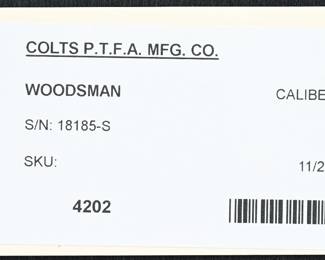 COLTS P.T.F.A. MFG. CO.
WOODSMAN CALIBE
S/N: 18185-S
SKU: 11/2
4202